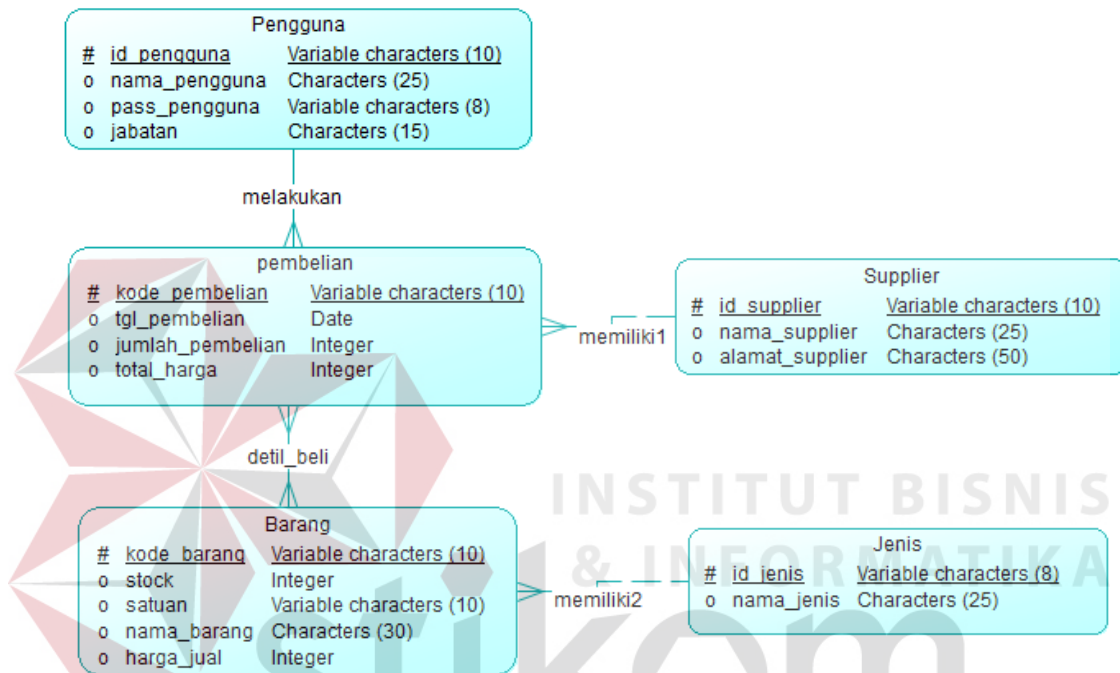 Pengguna
# id_pengguna Variable characters (10)
o nama_pengguna Characters (25)
o pass_pengguna Variable characters (8)
o jabatan Characters (15)
melakukan
pembelian
# kode_pembelian Variable characters (10)
o tgl_pembelian Date
o jumlah_pembelian Integer
o total_harga Integer
memiliki1
Supplier
# id_supplier Variable characters (10)
o nama_supplier Characters (25)
o alamat_supplier Characters (50)
detil_beli
INSTITUT BISNIS
& INFORMATIKA
Barang
# kode_barang Variable characters (10)
o stock Integer
o satuan Variable characters (10)
o nama_barang Characters (30)
o harga_jual Integer
memiliki2
Jenis
# id_jenis Variable characters (8)
o nama_jenis Characters (25)
stikom